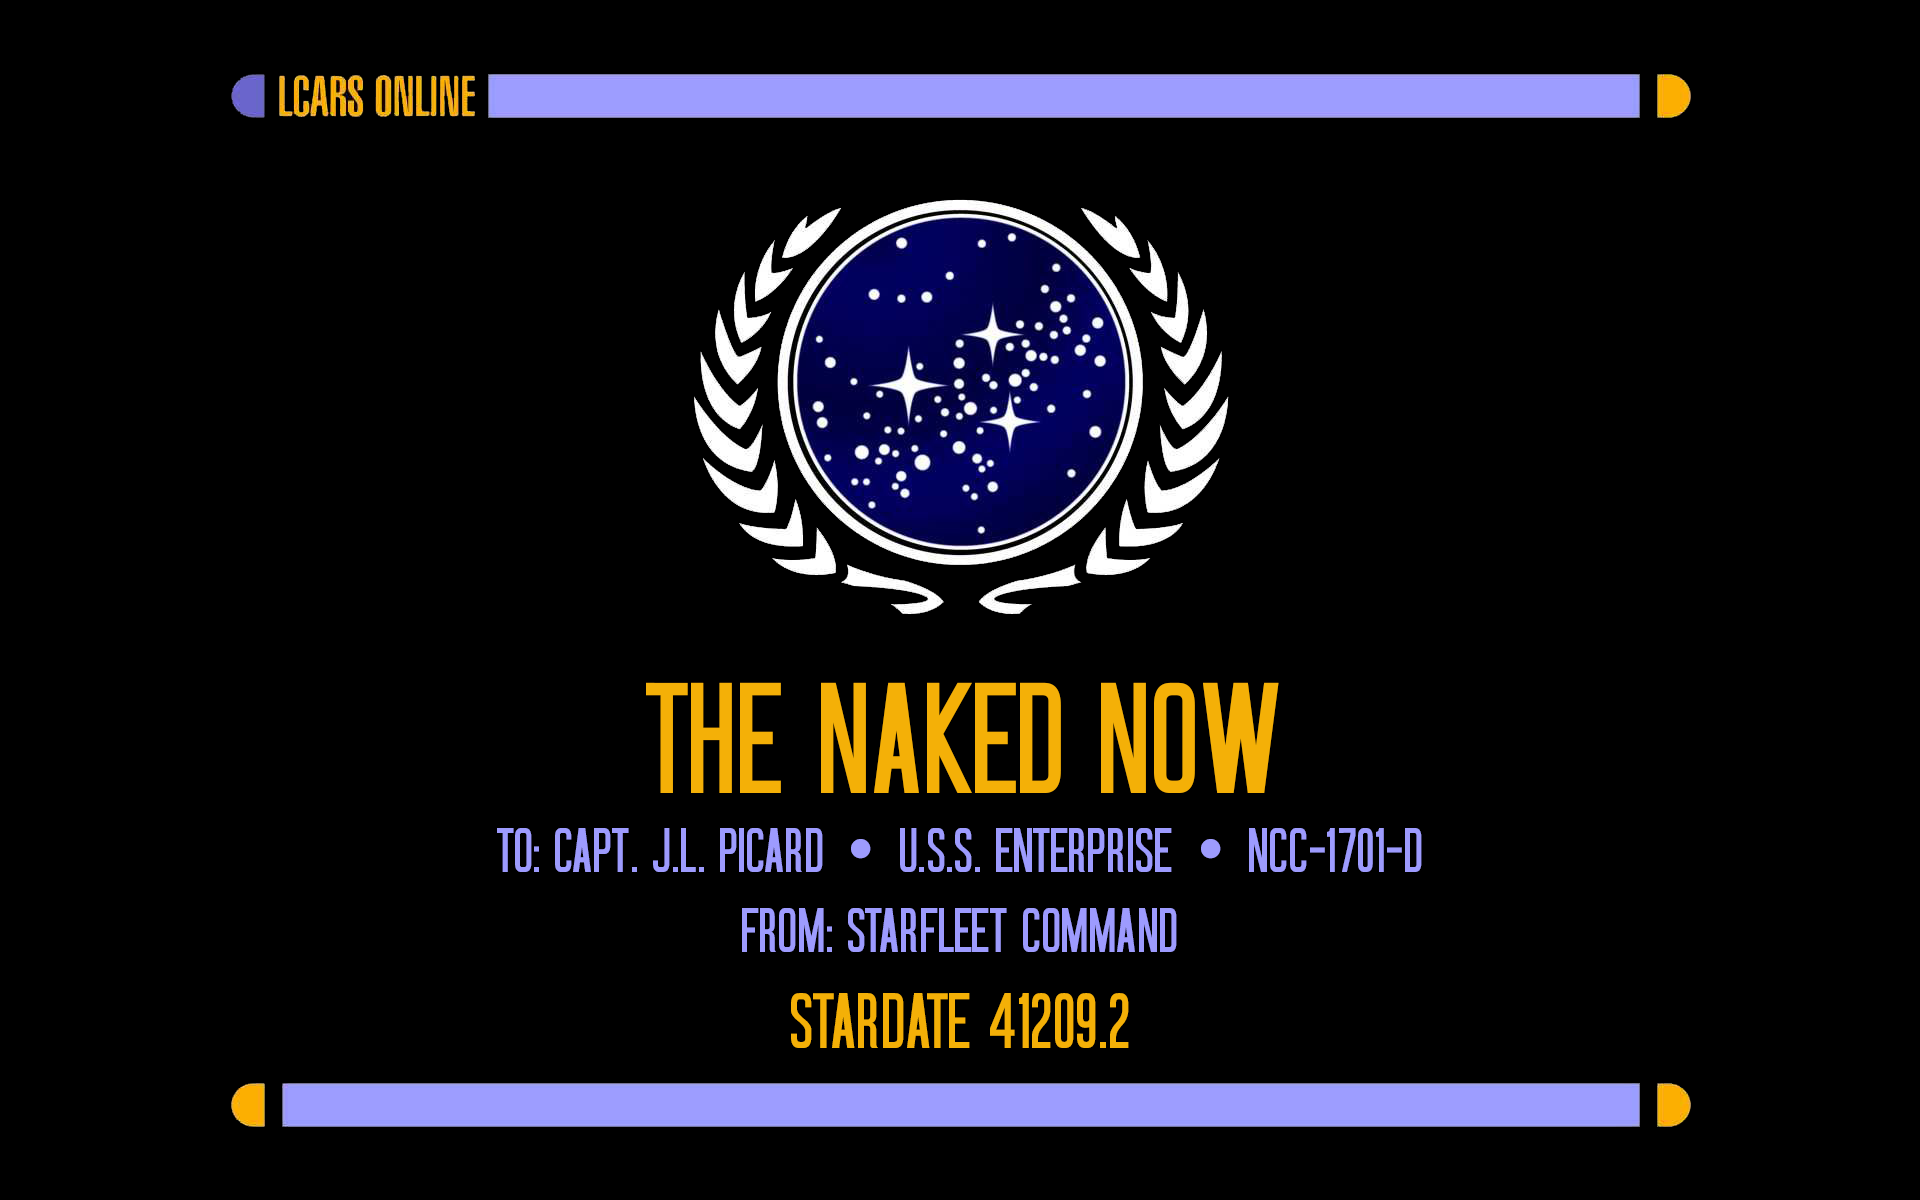 LCARS ONLINE
THE NAKED NOW
TO: CAPT. J.L. PICARD • U.S.S. ENTERPRISE • NCC-1701-D
FROM: STARFLEET COMMAND
STARDATE 41209.2